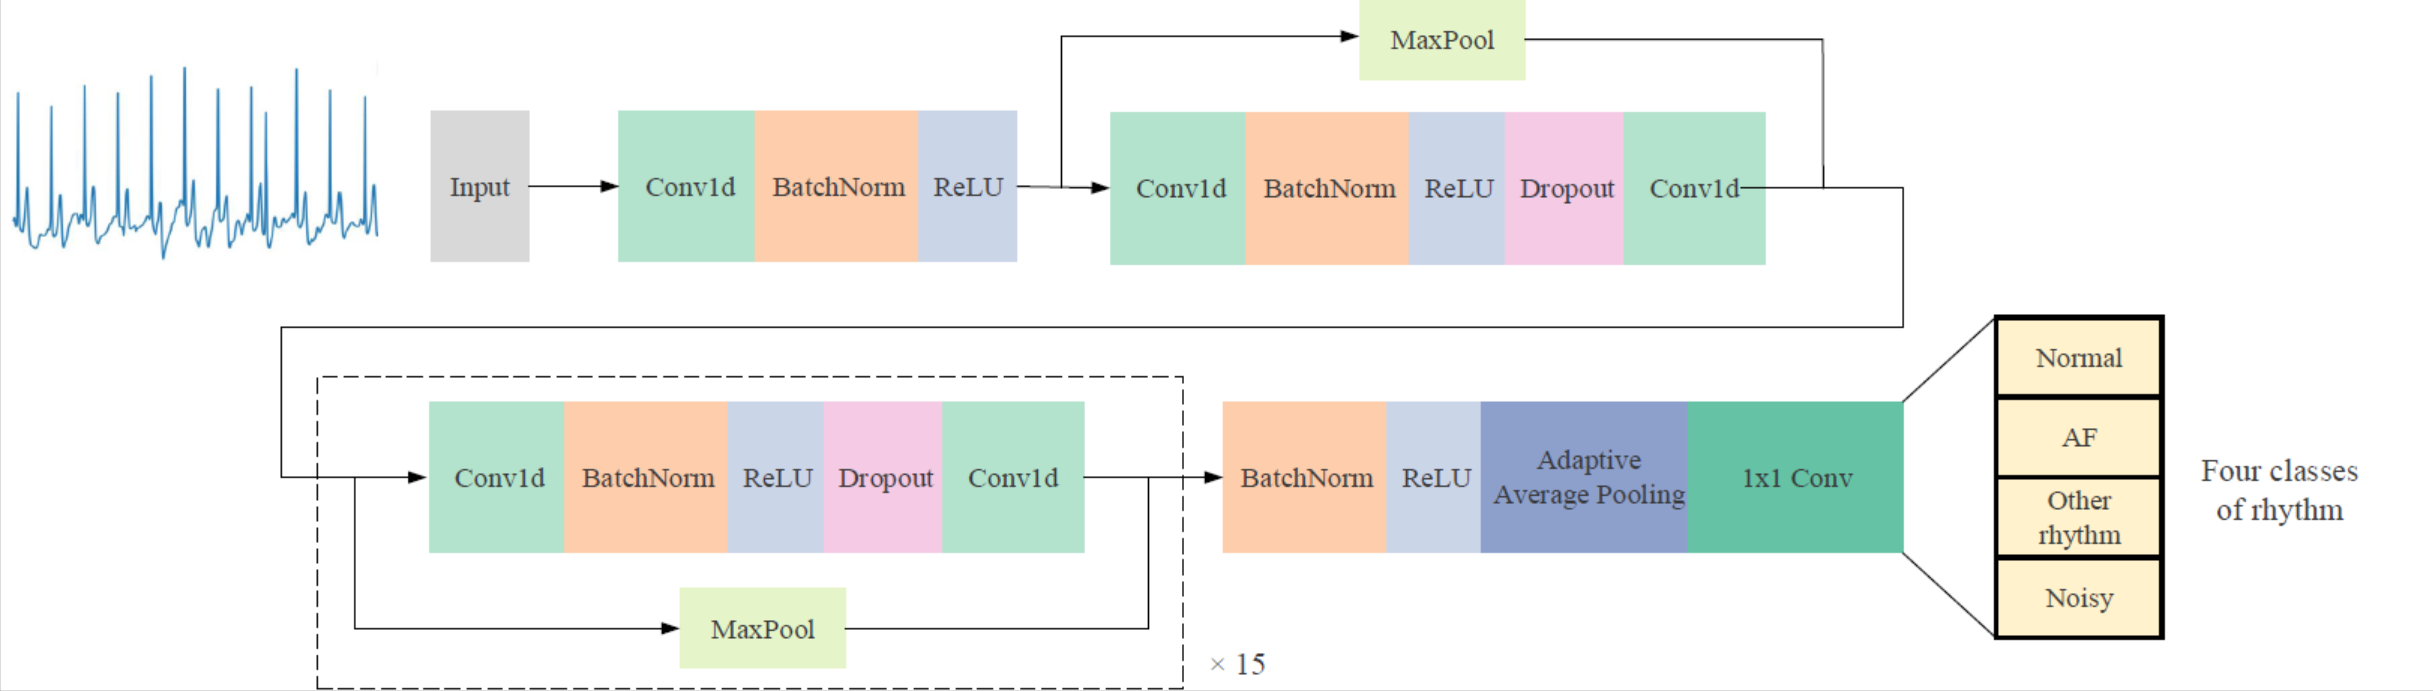 MaxPool
Input
Conv1d
BatchNorm
ReLU
Conv1d
BatchNorm
ReLU
Dropout
Conv1d
Conv1d
BatchNorm
ReLU
Dropout
Conv1d
MaxPool
× 15
BatchNorm
ReLU
Adaptive
Average Pooling
1x1 Conv
Normal
AF
Other
rhythm
Noisy
Four classes
of rhythm